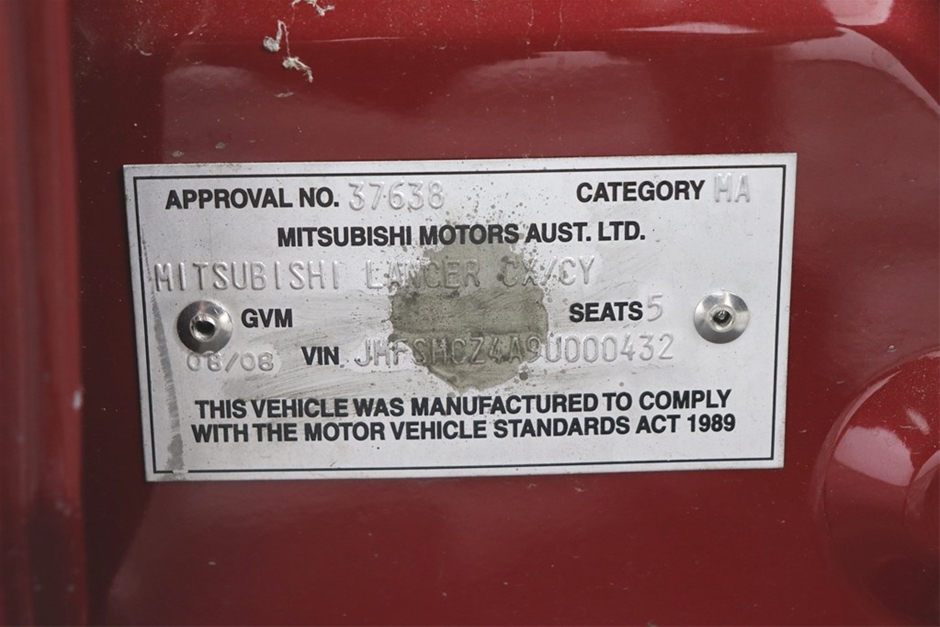 APPROVAL NO. 37638 CATEGORY MA
MITSUBISHI MOTORS AUST. LTD.
MITSUBISHI LANCER CX/CY
GVM SEATS 5
08/08 VIN
THIS VEHICLE WAS MANUFACTURED TO COMPLY
WITH THE MOTOR VEHICLE STANDARDS ACT 1989